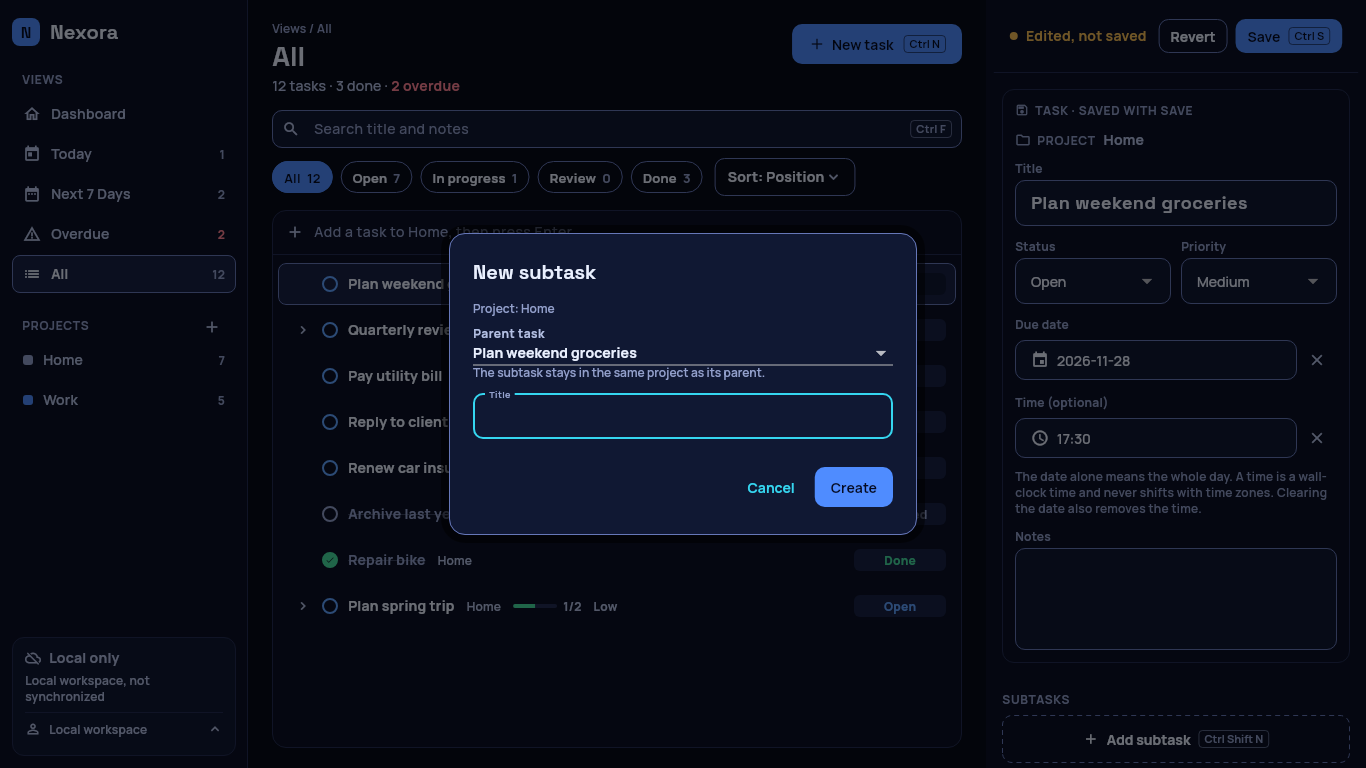 N Nexora
VIEWS
Dashboard
Today 1
Next 7 Days 2
Overdue 2
All 12
PROJECTS
Home 7
Work 5
Local only
Local workspace, not
synchronized
Local workspace
Views / All
All
12 tasks · 3 done · 2 overdue
New task Ctrl N
Search title and notes Ctrl F
All 12
Open 7
In progress 1
Review 0
Done 3
Sort: Position
Add a task to Home, then press Enter
Plan weekend
Quarterly
Pay utility bill
Reply to client
Renew car
Archive last
Repair bike Home Done
Plan spring trip Home 1/2 Low Open
New subtask
Project: Home
Parent task
Plan weekend groceries
The subtask stays in the same project as its parent.
Title
Cancel
Create
Edited, not saved
Revert
Save Ctrl S
TASK · SAVED WITH SAVE
PROJECT Home
Title
Plan weekend groceries
Status
Open
Priority
Medium
Due date
2026-11-28
Time (optional)
17:30
The date alone means the whole day. A time is a wall-
clock time and never shifts with time zones. Clearing
the date also removes the time.
Notes
SUBTASKS
Add subtask Ctrl Shift N